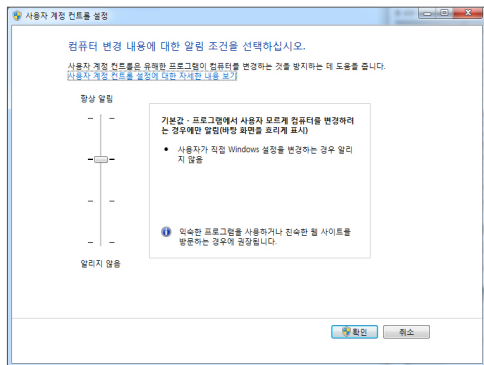 사용자 계정 컨트롤 설정
컴퓨터 변경 내용에 대한 알림 조건을 선택하십시오.
사용자 계정 컨트롤은 유해한 프로그램이 컴퓨터를 변경하는 것을 방지하는 데 도움을 줍니다.
사용자 계정 컨트롤 설정에 대한 자세한 내용 보기
항상 알림
기본값 - 프로그램에서 사용자 모르게 컴퓨터를 변경하려
는 경우에만 알림(바탕 화면을 흐리게 표시)
• 사용자가 직접 Windows 설정을 변경하는 경우 알리
지 않음
익숙한 프로그램을 사용하거나 친숙한 웹 사이트를
방문하는 경우에 권장됩니다.
알리지 않음
확인 취소